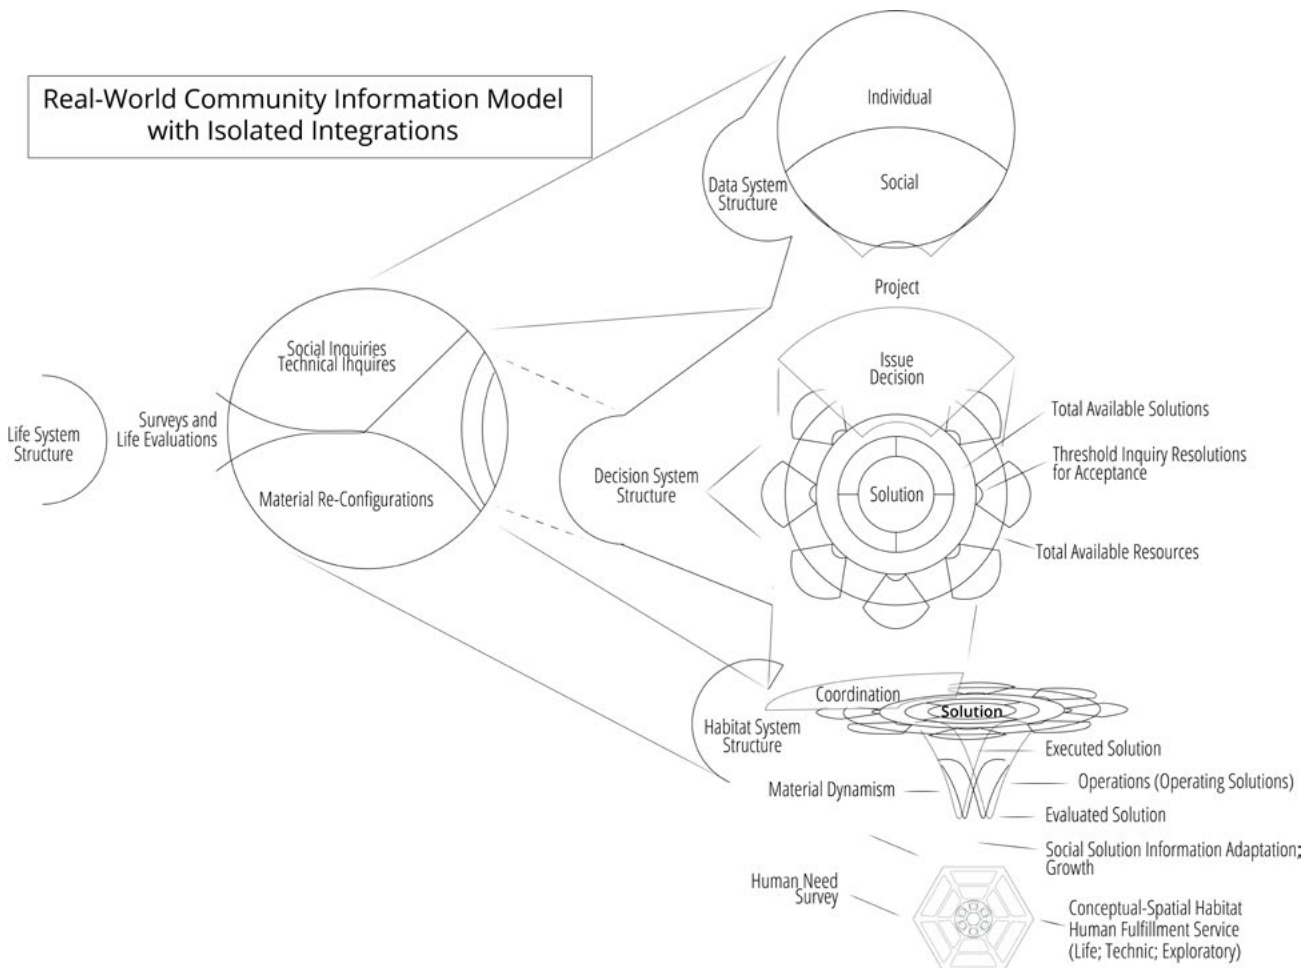 Real-World Community Information Model
with Isolated Integrations
Individual
Social
Data System
Structure
Project
Issue
Decision
Social Inquiries
Technical Inquires
Surveys and
Life Evaluations
Life System
Structure
Material Re-Configurations
Decision System
Structure
Solution
Total Available Solutions
Threshold Inquiry Resolutions
for Acceptance
Total Available Resources
Coordination
Solution
Habitat System
Structure
Executed Solution
Material Dynamism
Operations (Operating Solutions)
Evaluated Solution
Social Solution Information Adaptation;
Growth
Human Need
Survey
Conceptual-Spatial Habitat
Human Fulfillment Service
(Life; Technic; Exploratory)